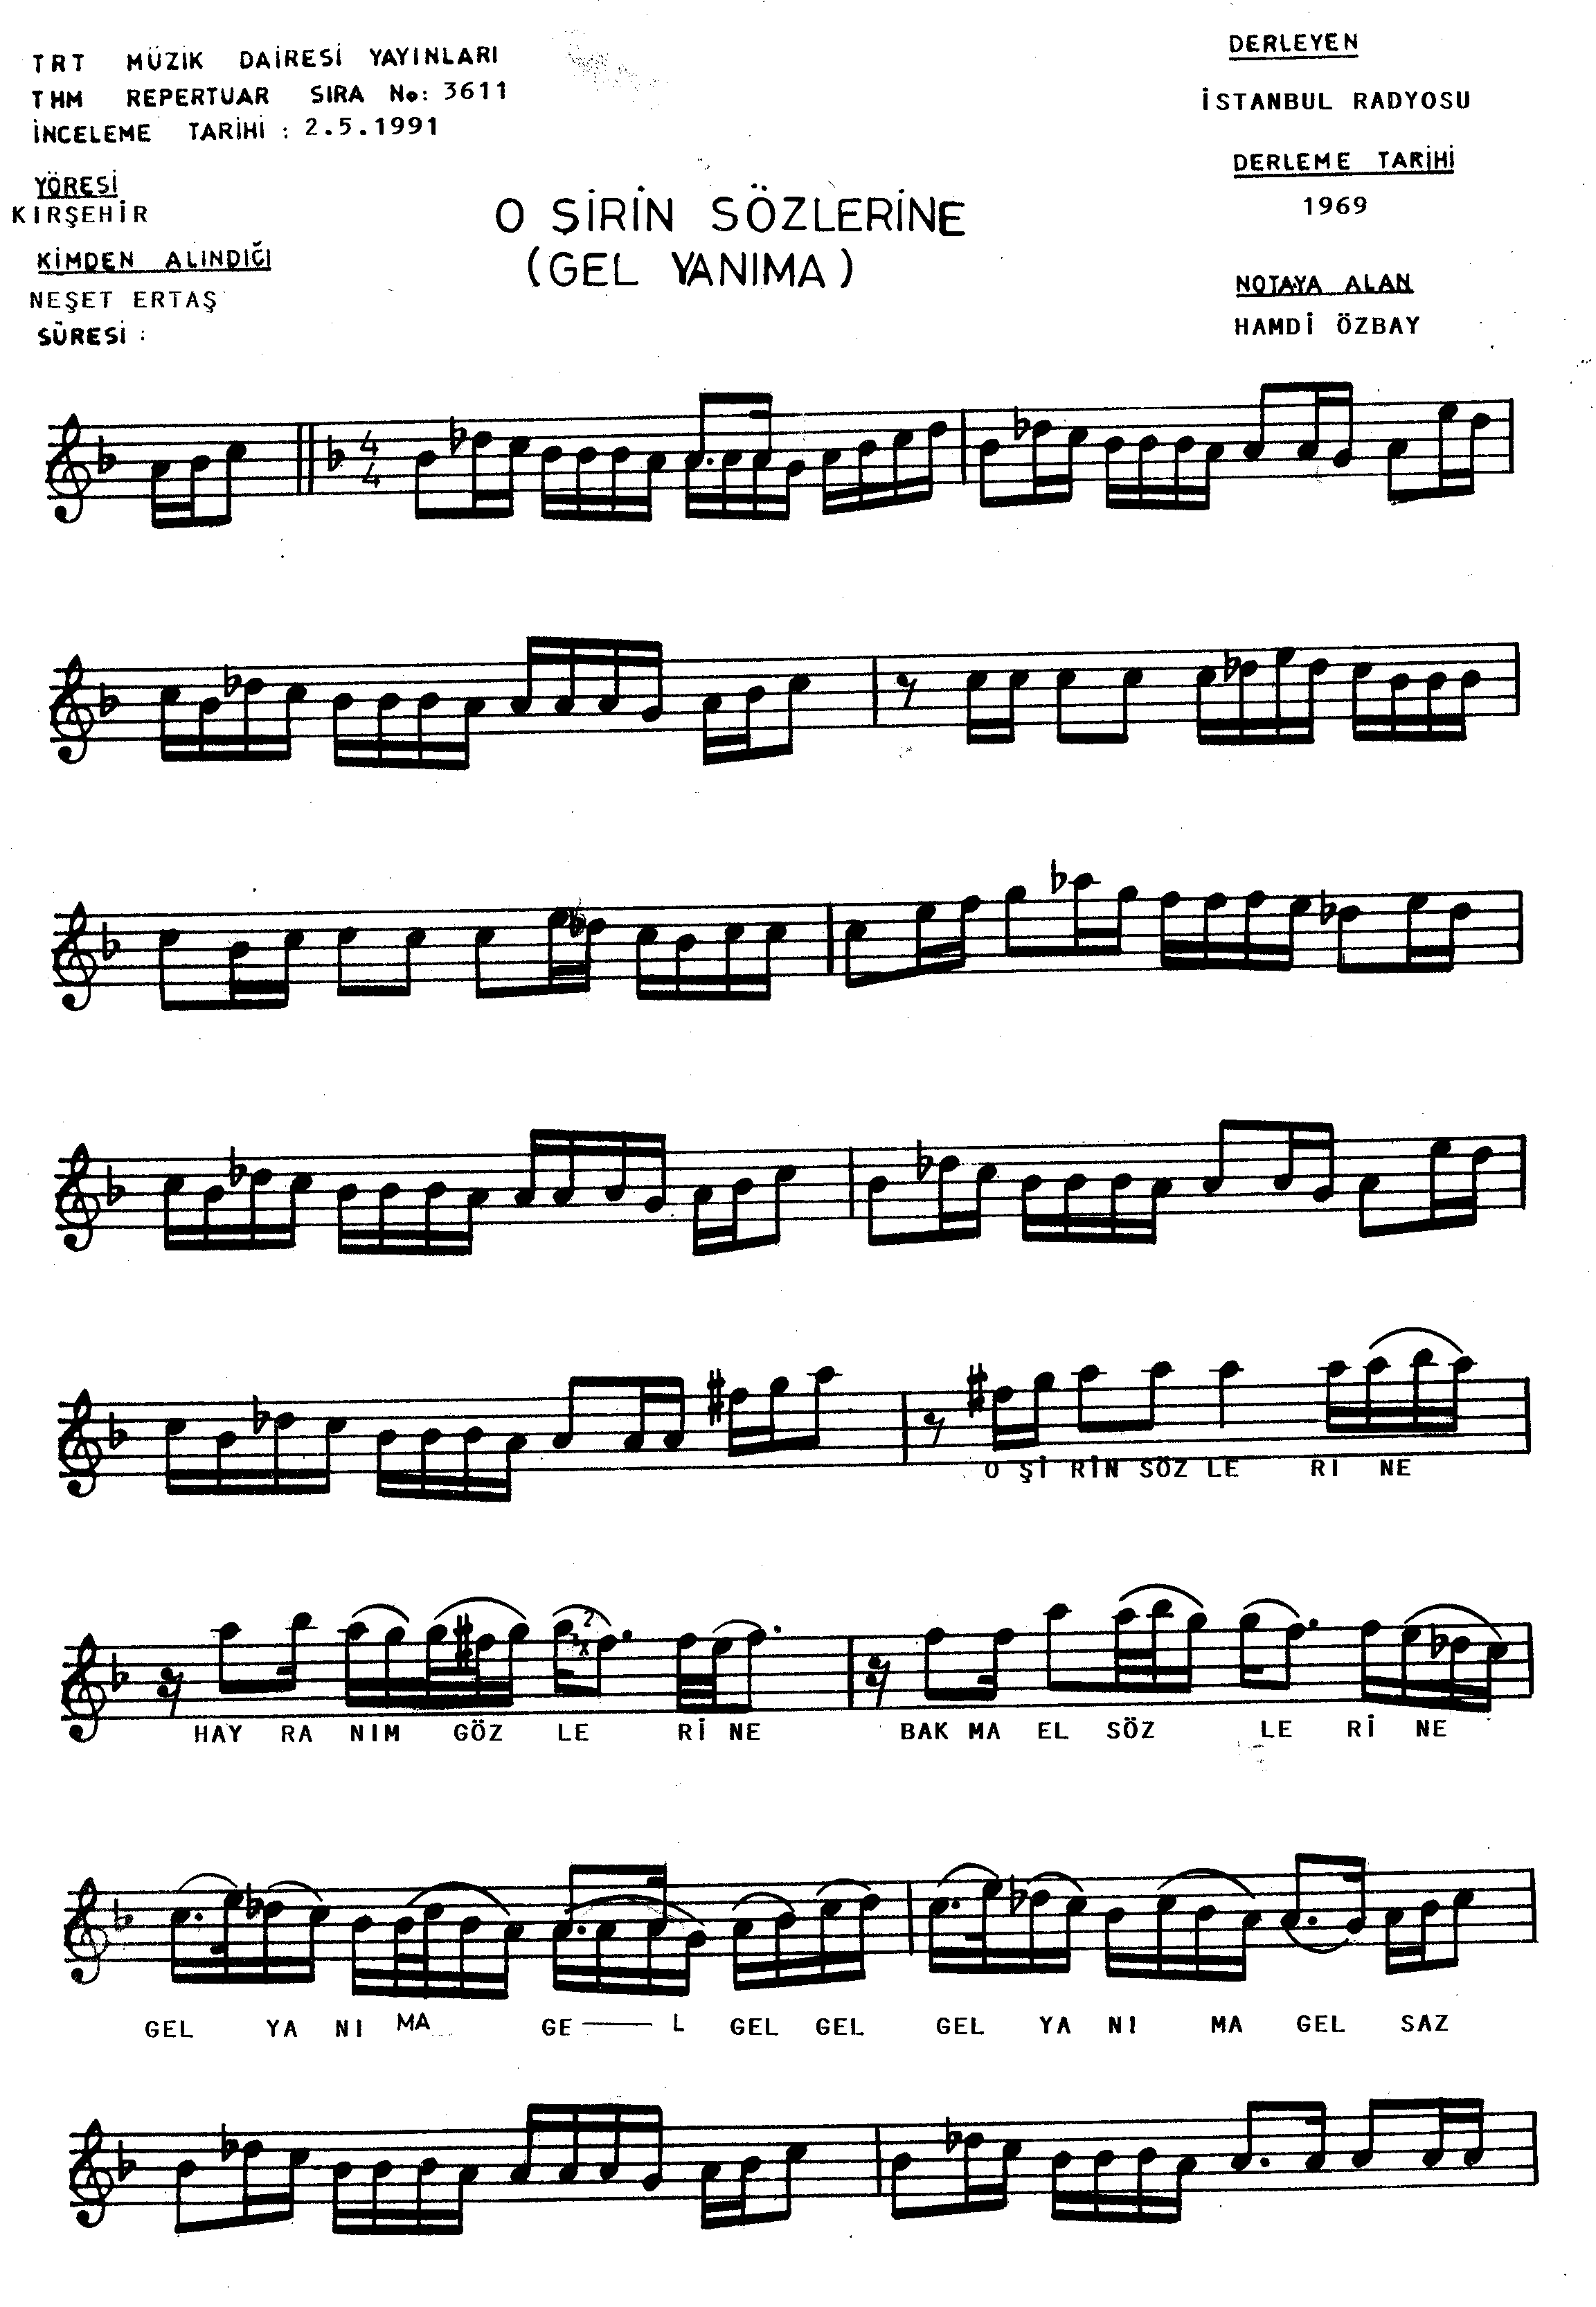 TRT MÜZİK DAİRESİ YAYINLARI
THM REPERTUAR SIRA No: 3611
İNCELEME TARİHİ : 2.5.1991
YÖRESİ
KIRŞEHİR
KİMDEN ALINDIĞI
NEŞET ERTAŞ
SÜRESİ :
O ŞİRİN SÖZLERİNE
(GEL YANIMA)
DERLEYEN
İSTANBUL RADYOSU
DERLEME TARİHİ
1969
NOTAYA ALAN
HAMDİ ÖZBAY
4
4
O Şİ RİN SÖZ LE RI NE
2
HAY RA NIM GÖZ LE Rİ NE BAK MA EL SÖZ LE Rİ NE
GEL YA NI MA GE — L GEL GEL GEL YA NI MA GEL SAZ